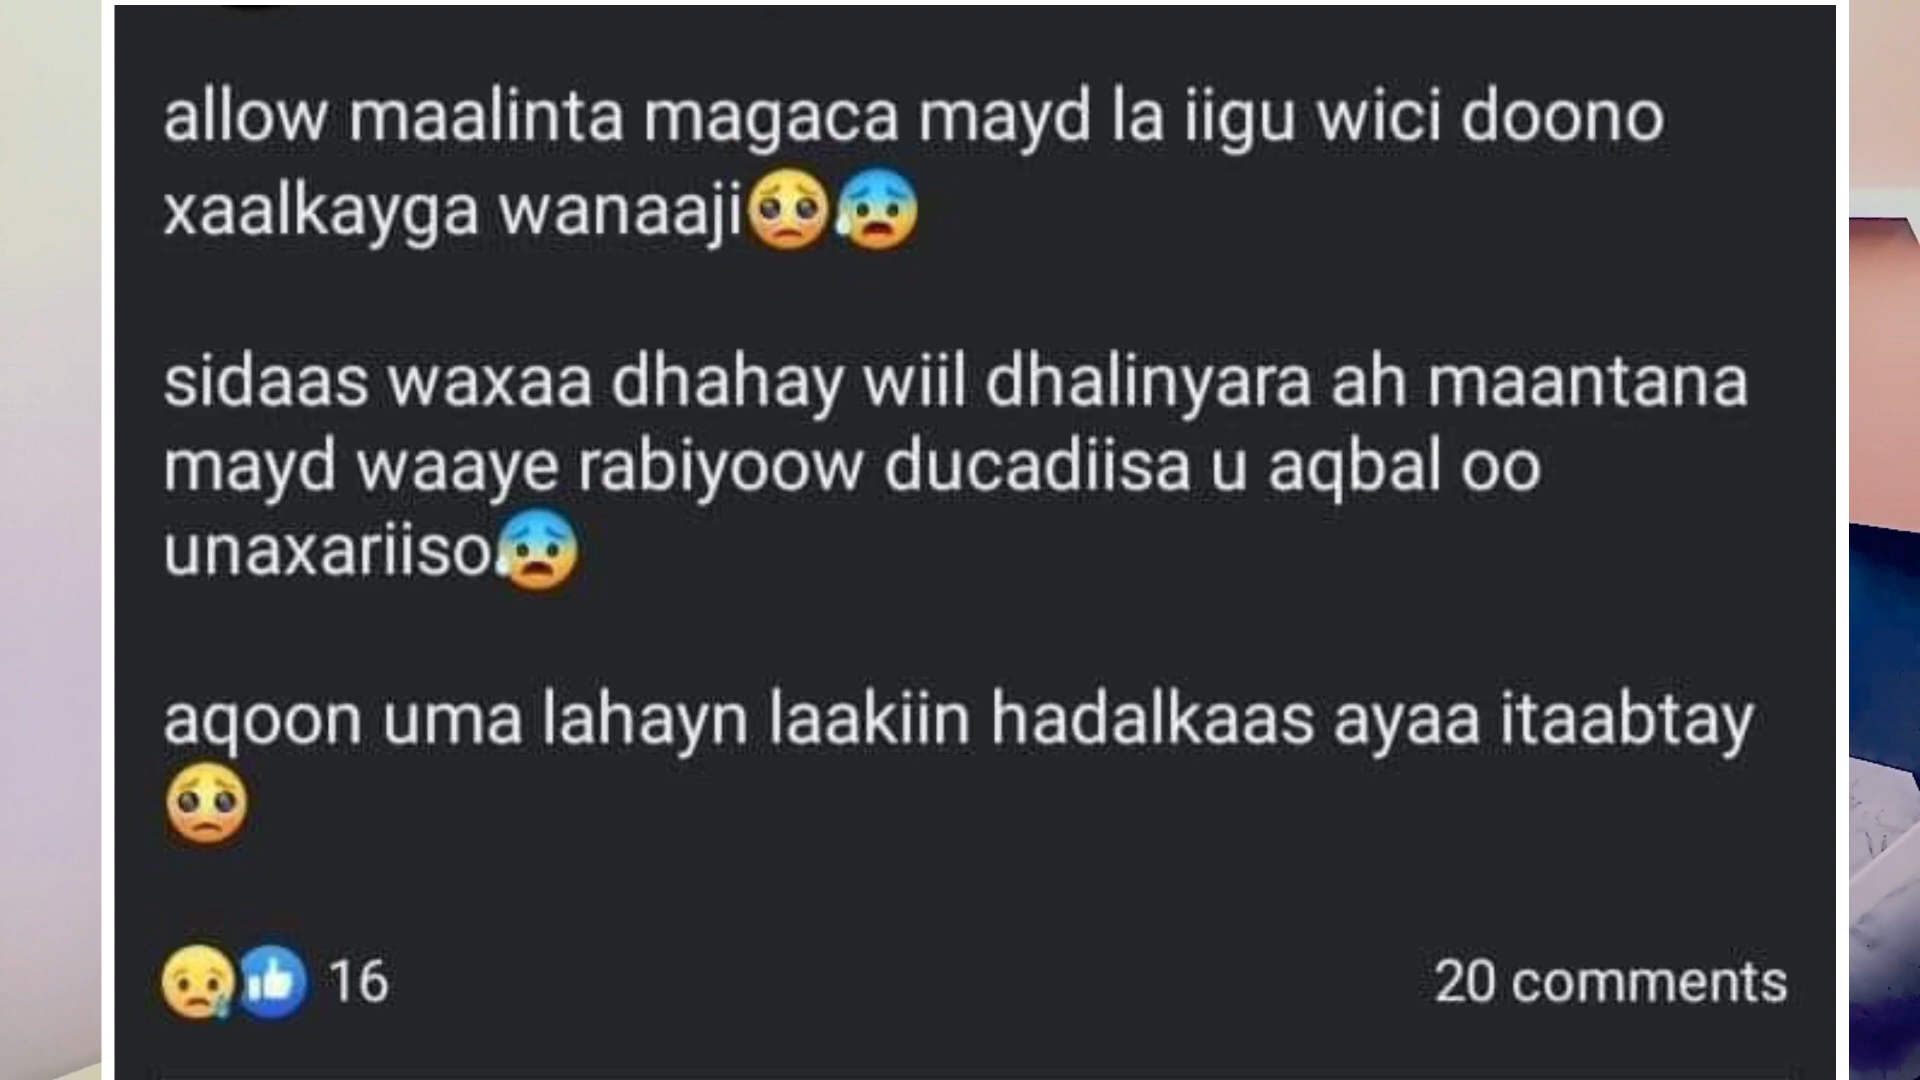 allow maalinta magaca mayd la iigu wici doono
xaalkayga wanaaji🥺😰
sidaas waxaa dhahay wiil dhalinyara ah maantana
mayd waaye rabiyoow ducadiisa u aqbal oo
unaxariiso😰
aqoon uma lahayn laakiin hadalkaas ayaa itaabtay
🥺
16
20 comments